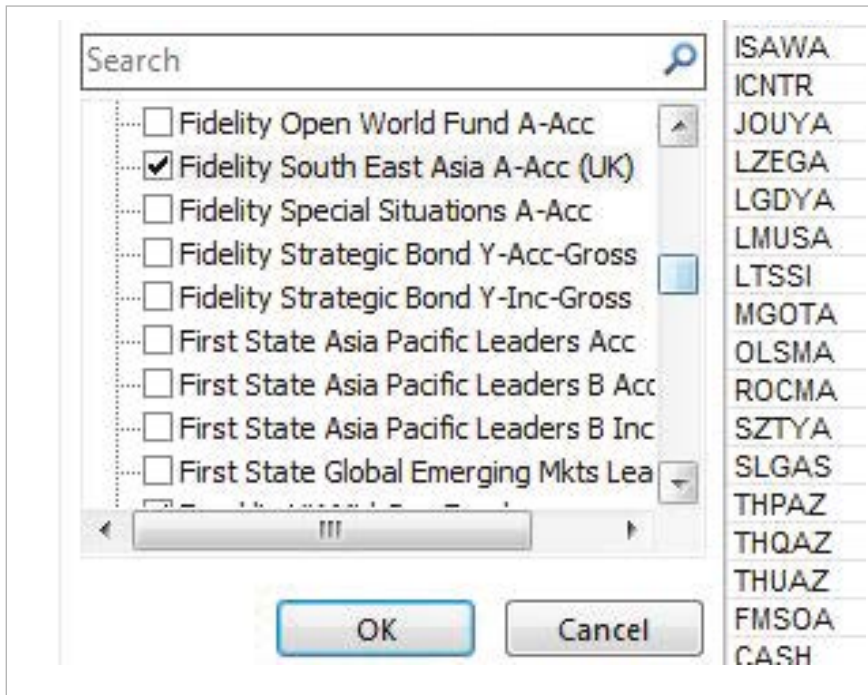 Search
Fidelity Open World Fund A-Acc
Fidelity South East Asia A-Acc (UK)
Fidelity Special Situations A-Acc
Fidelity Strategic Bond Y-Acc-Gross
Fidelity Strategic Bond Y-Inc-Gross
First State Asia Pacific Leaders Acc
First State Asia Pacific Leaders B Acc
First State Asia Pacific Leaders B Inc
First State Global Emerging Mkts Lea
OK
Cancel
ISAWA
ICNTR
JOUYA
LZEGA
LGDYA
LMUSA
LTSSI
MGOTA
OLSMA
ROCMA
SZTYA
SLGAS
THPAZ
THQAZ
THUAZ
FMSOA
CASH